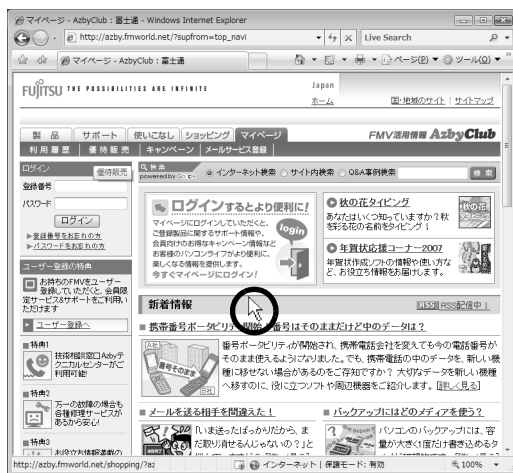 マイページ - AzbyClub : 富士通 - Windows Internet Explorer
http://azby.fmworld.net/?supfrom=top_navi
Live Search
マイページ - AzbyClub : 富士通
ページ(P)
ツール(O)
FUJITSU THE POSSIBILITIES ARE INFINITE
Japan
ホーム
国・地域のサイト | サイトマップ
製 品
サポート
使いこなし
ショッピング
マイページ
FMV活用情報 AzbyClub
利用履歴
優待販売
キャンペーン
メールサービス登録
ログイン
優待販売
登録番号
パスワード
ログイン
登録番号をお忘れの方
パスワードをお忘れの方
検索
powered by
インターネット検索
サイト内検索
Q&A事例検索
検 索
ログインするとより便利に!
マイページにログインしていただくと、
ご登録製品に関するサポート情報や、
会員向けのお得なキャンペーン情報など
お客様のパソコンライフがより便利に、
楽しくなる情報を提供します。
今すぐマイページにログイン!
login
秋の花タイピング
あなたはいくつ知っていますか?秋
を彩る花の名前をタイピング!
年賀状応援コーナー2007
年賀状作成ソフトの情報や使い方な
ど、お役立ち情報をお届けします。
ユーザー登録の特典
お持ちのFMVをユーザー
登録していただくと、会員限
定サービス&サポートをご利用い
ただけます
ユーザー登録へ
特典1
技術相談窓口Azbyテ
クニカルセンターがご
利用可能!
特典2
万一の故障の場合も
各種修理サービスが
あるから安心!
特典3
お役立ち情報満載の
新着情報
RSS RSS配信中!
携帯番号ポータビリティ開始 番号はそのままだけど中のデータは?
A社
番号そのまま
B社
番号ポータビリティが開始され、携帯電話会社を変えても今の電話番号が
そのまま使えるようになりました。でも、携帯電話の中のデータを、新しい機
種に移せない場合があるのをご存知ですか? 大切なデータを新しい機種
へ移すのに、役に立つソフトや周辺機器をご紹介します。[詳しく見る]
メールを送る相手を間違えた!
「いま送ったばっかりだから、ま
だ取り消せるんじゃないの?」と
バックアップにはどのメディアを使う?
パソコンのバックアップには、容
量が大きく1度だけ書き込めるタ
http://azby.fmworld.net/shopping/?az
インターネット | 保護モード: 有効
100%